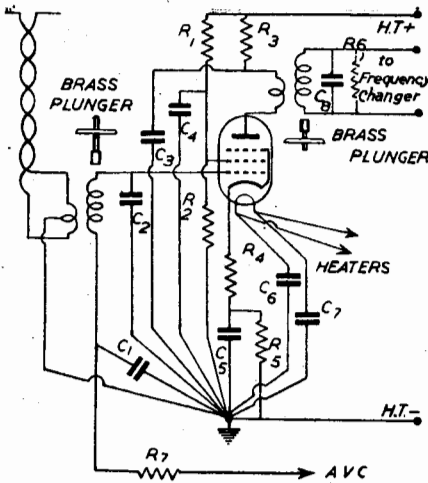 R1
R3
H.T+
R6
to
Frequency
Changer
C8
BRASS
PLUNGER
BRASS
PLUNGER
C4
C3
C2
R2
R4
HEATERS
C6
C7
C5
R5
C1
H.T-
R7
AVC